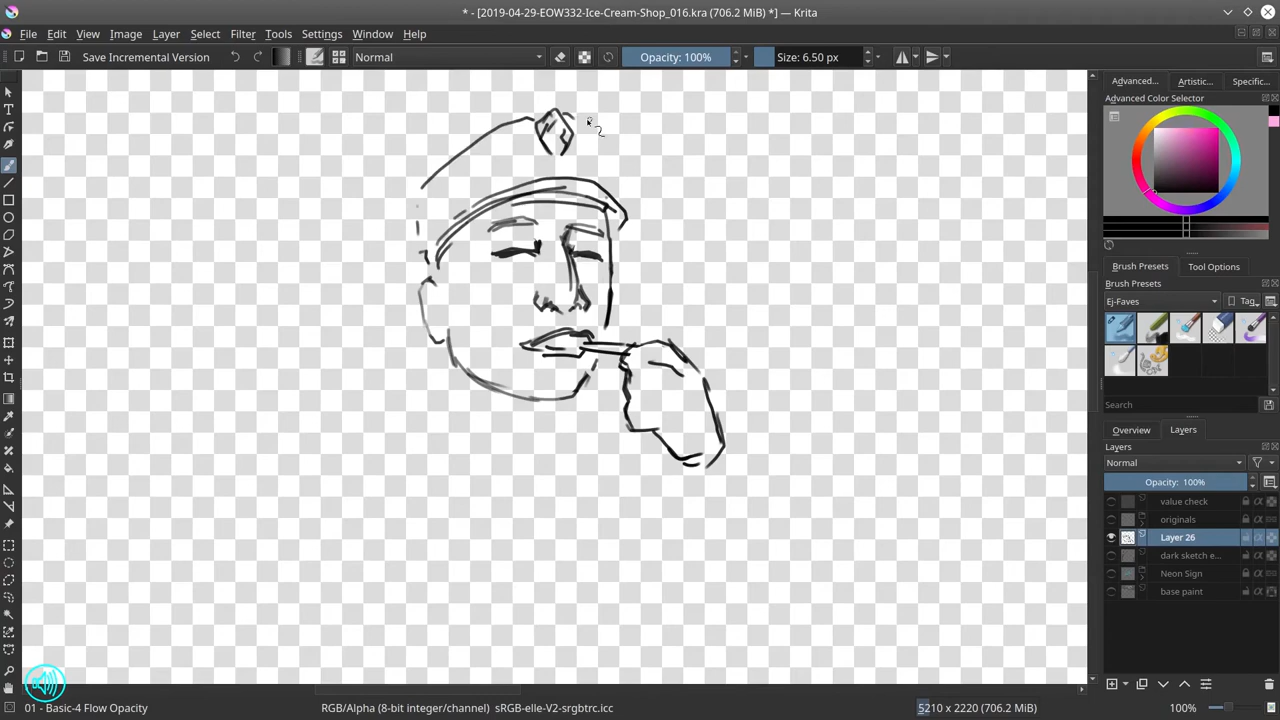 * - [2019-04-29-EOW332-Ice-Cream-Shop_016.kra (706.2 MiB) *] — Krita
File Edit View Image Layer Select Filter Tools Settings Window Help
Save Incremental Version Normal Opacity: 100% Size: 6.50 px
Advanced... Artistic... Specific...
Advanced Color Selector
Brush Presets Tool Options
Brush Presets
Ej-Faves Tag
Search
Overview Layers
Layers
Normal
Opacity: 100%
value check
originals
Layer 26
dark sketch e...
Neon Sign
base paint
01 - Basic-4 Flow Opacity RGB/Alpha (8-bit integer/channel) sRGB-elle-V2-srgbtrc.icc 5210 x 2220 (706.2 MiB) 100%